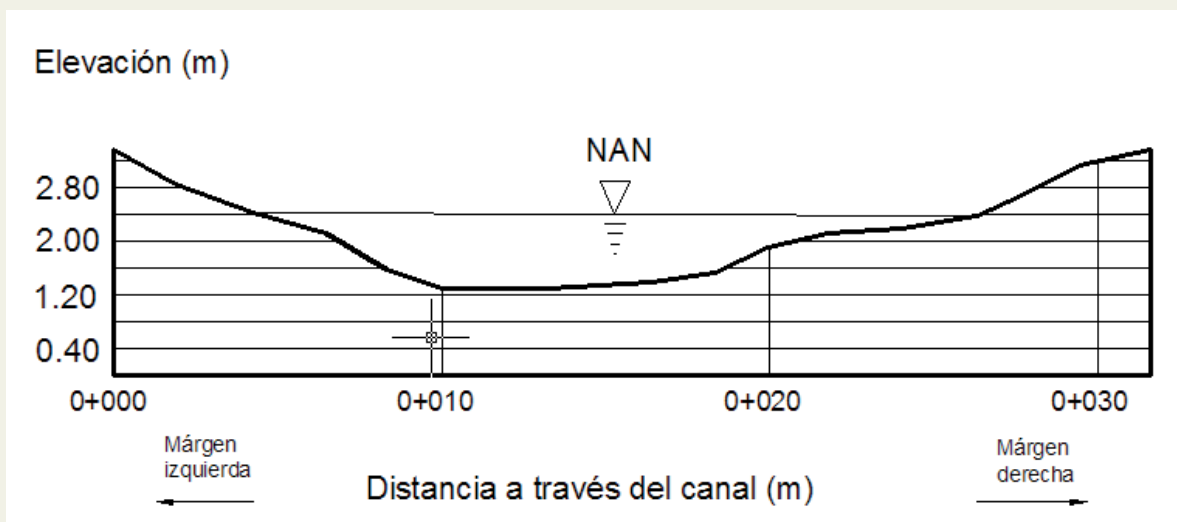 Elevación (m)
NAN
2.80
2.00
1.20
0.40
0+000
0+010
0+020
0+030
Márgen
izquierda
Distancia a través del canal (m)
Márgen
derecha